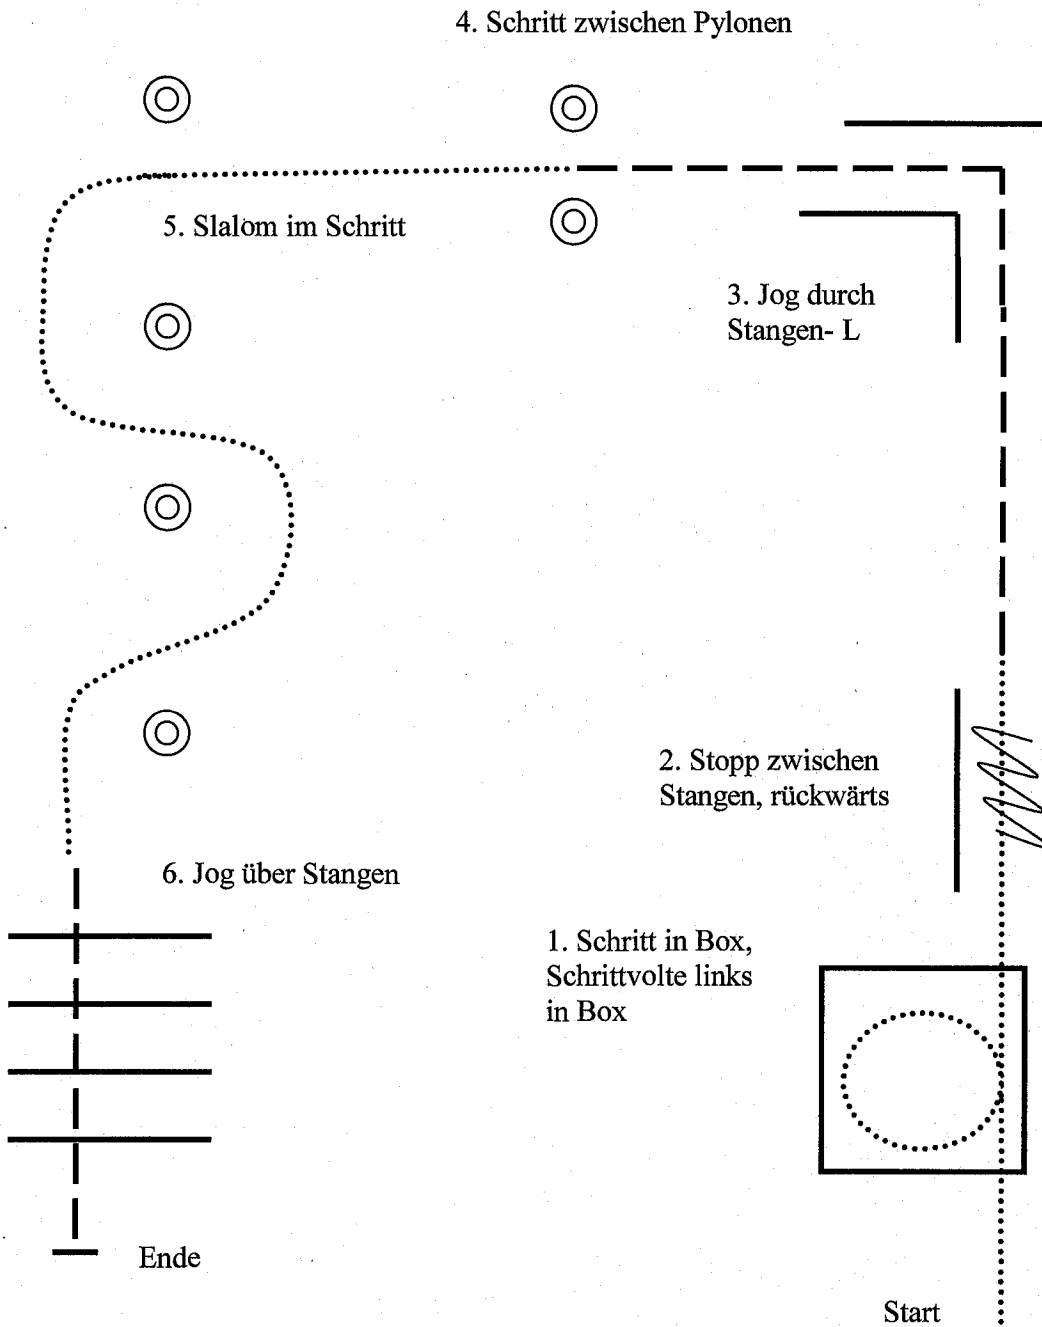 4. Schritt zwischen Pylonen
5. Slalom im Schritt
3. Jog durch
Stangen- L
2. Stopp zwischen
Stangen, rückwärts
6. Jog über Stangen
1. Schritt in Box,
Schrittvolte links
in Box
Ende
Start